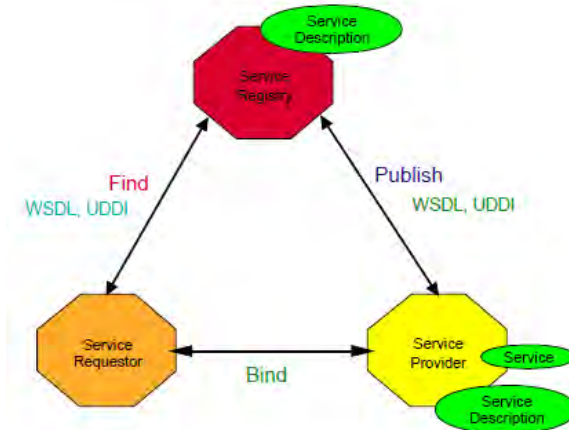 Service
Description
Service
Registry
Find
WSDL, UDDI
Publish
WSDL, UDDI
Service
Requestor
Bind
Service
Provider
Service
Service
Description